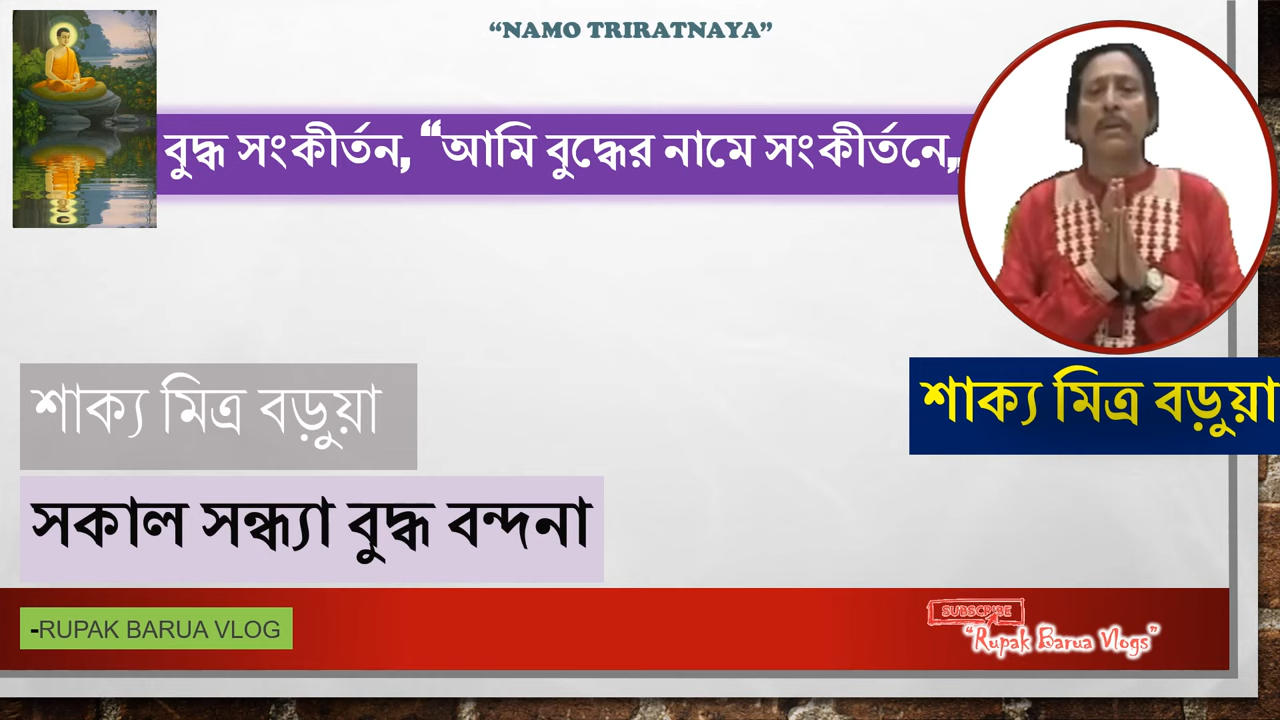 “NAMO TRIRATNAYA”
বুদ্ধ সংকীর্তন, “আমি বুদ্ধের নামে সংকীর্তনে,,
শাক্য মিত্র বড়ুয়া
শাক্য মিত্র বড়ুয়া
সকাল সন্ধ্যা বুদ্ধ বন্দনা
-RUPAK BARUA VLOG
SUBSCRIBE
“Rupak Barua Vlogs”